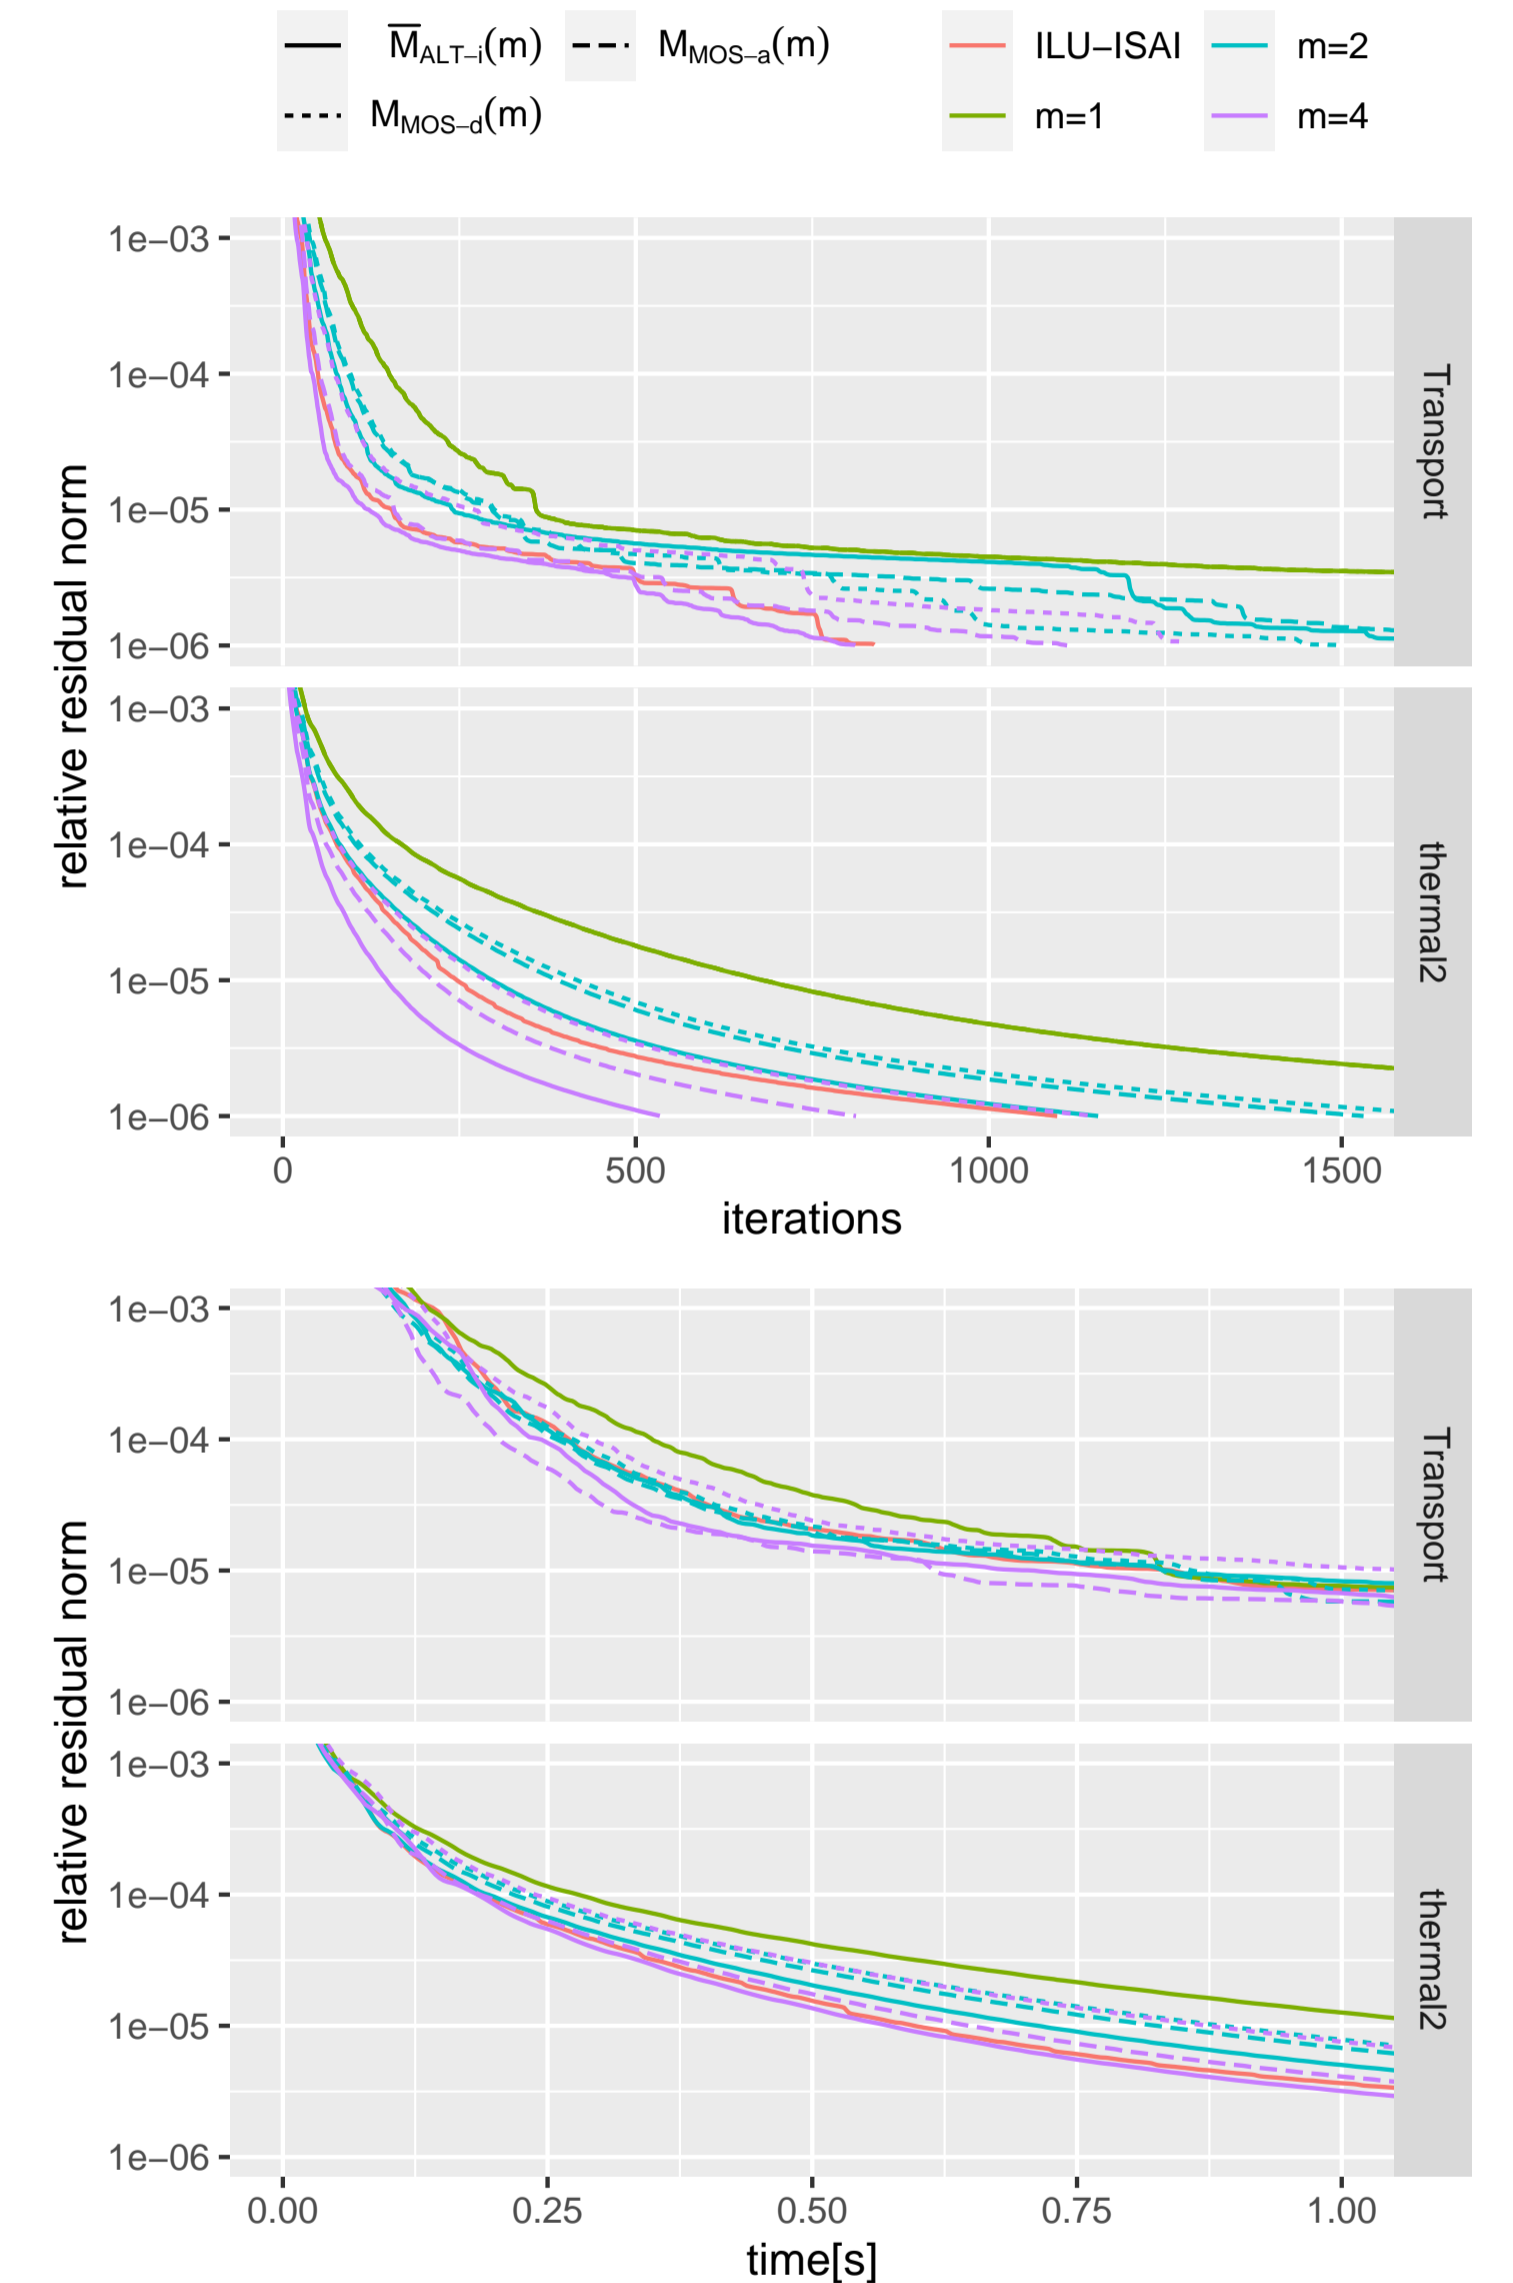 M̅ALT−i(m) MMOS−a(m) ILU−ISAI m=2
MMOS−d(m) m=1 m=4
relative residual norm
1e−03
1e−04
1e−05
1e−06
Transport
1e−03
1e−04
1e−05
1e−06
thermal2
0 500 1000 1500
iterations
relative residual norm
1e−03
1e−04
1e−05
1e−06
Transport
1e−03
1e−04
1e−05
1e−06
thermal2
0.00 0.25 0.50 0.75 1.00
time[s]